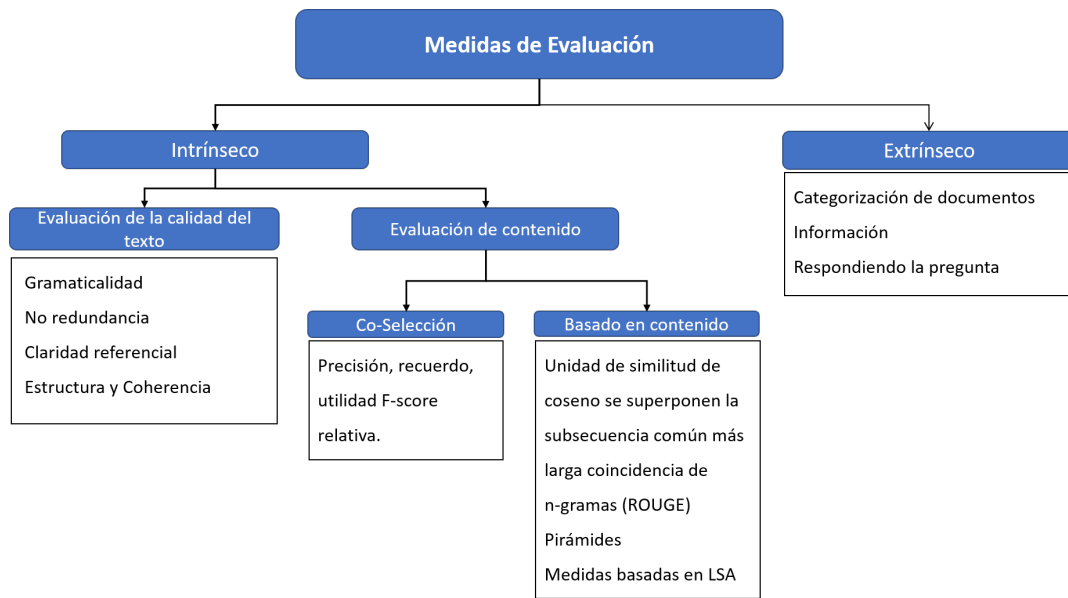 Medidas de Evaluación
Intrínseco
Extrínseco
Categorización de documentos
Información
Respondiendo la pregunta
Evaluación de la calidad del
texto
Gramaticalidad
No redundancia
Claridad referencial
Estructura y Coherencia
Evaluación de contenido
Co-Selección
Precisión, recuerdo,
utilidad F-score
relativa.
Basado en contenido
Unidad de similitud de
coseno se superponen la
subsecuencia común más
larga coincidencia de
n-gramas (ROUGE)
Pirámides
Medidas basadas en LSA